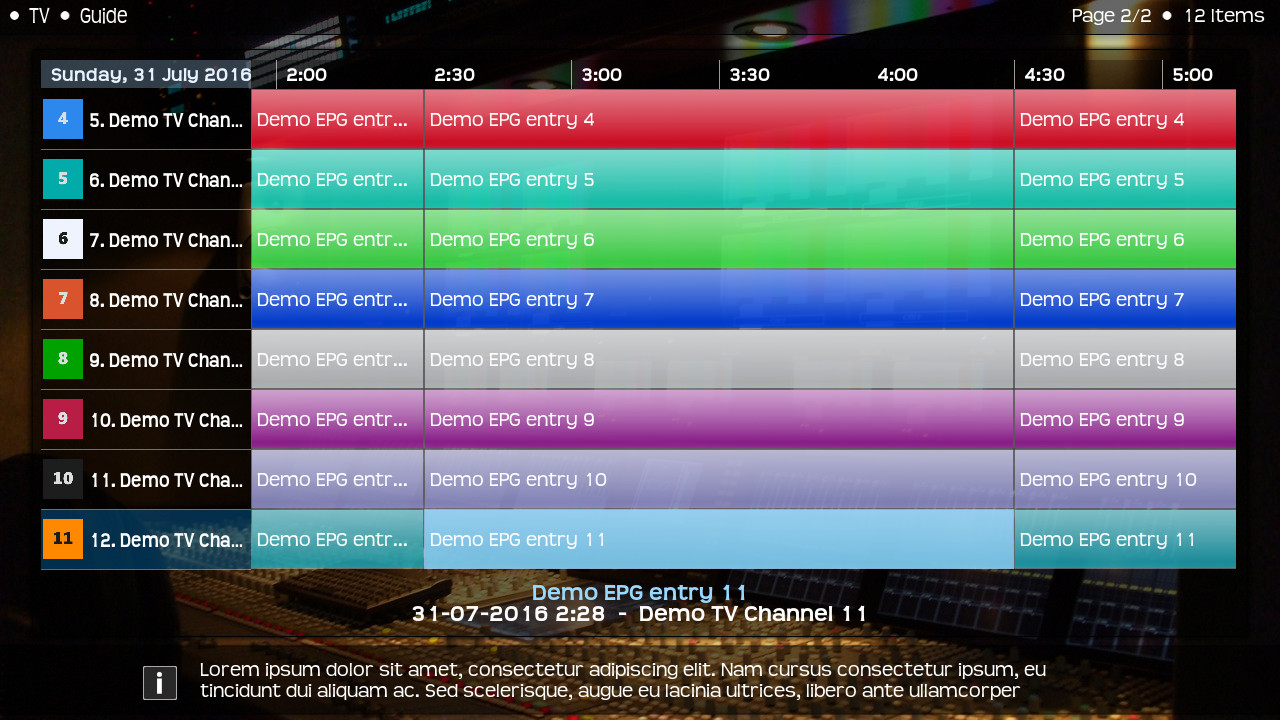 TV • Guide
Page 2/2 • 12 Items
Sunday, 31 July 2016 2:00 2:30 3:00 3:30 4:00 4:30 5:00
4 5. Demo TV Chan... Demo EPG entr... Demo EPG entry 4 Demo EPG entry 4
5 6. Demo TV Chan... Demo EPG entr... Demo EPG entry 5 Demo EPG entry 5
6 7. Demo TV Chan... Demo EPG entr... Demo EPG entry 6 Demo EPG entry 6
7 8. Demo TV Chan... Demo EPG entr... Demo EPG entry 7 Demo EPG entry 7
8 9. Demo TV Chan... Demo EPG entr... Demo EPG entry 8 Demo EPG entry 8
9 10. Demo TV Cha... Demo EPG entr... Demo EPG entry 9 Demo EPG entry 9
10 11. Demo TV Cha... Demo EPG entr... Demo EPG entry 10 Demo EPG entry 10
11 12. Demo TV Cha... Demo EPG entr... Demo EPG entry 11 Demo EPG entry 11
Demo EPG entry 11
31-07-2016 2:28 - Demo TV Channel 11
Lorem ipsum dolor sit amet, consectetur adipiscing elit. Nam cursus consectetur ipsum, eu
tincidunt dui aliquam ac. Sed scelerisque, augue eu lacinia ultrices, libero ante ullamcorper